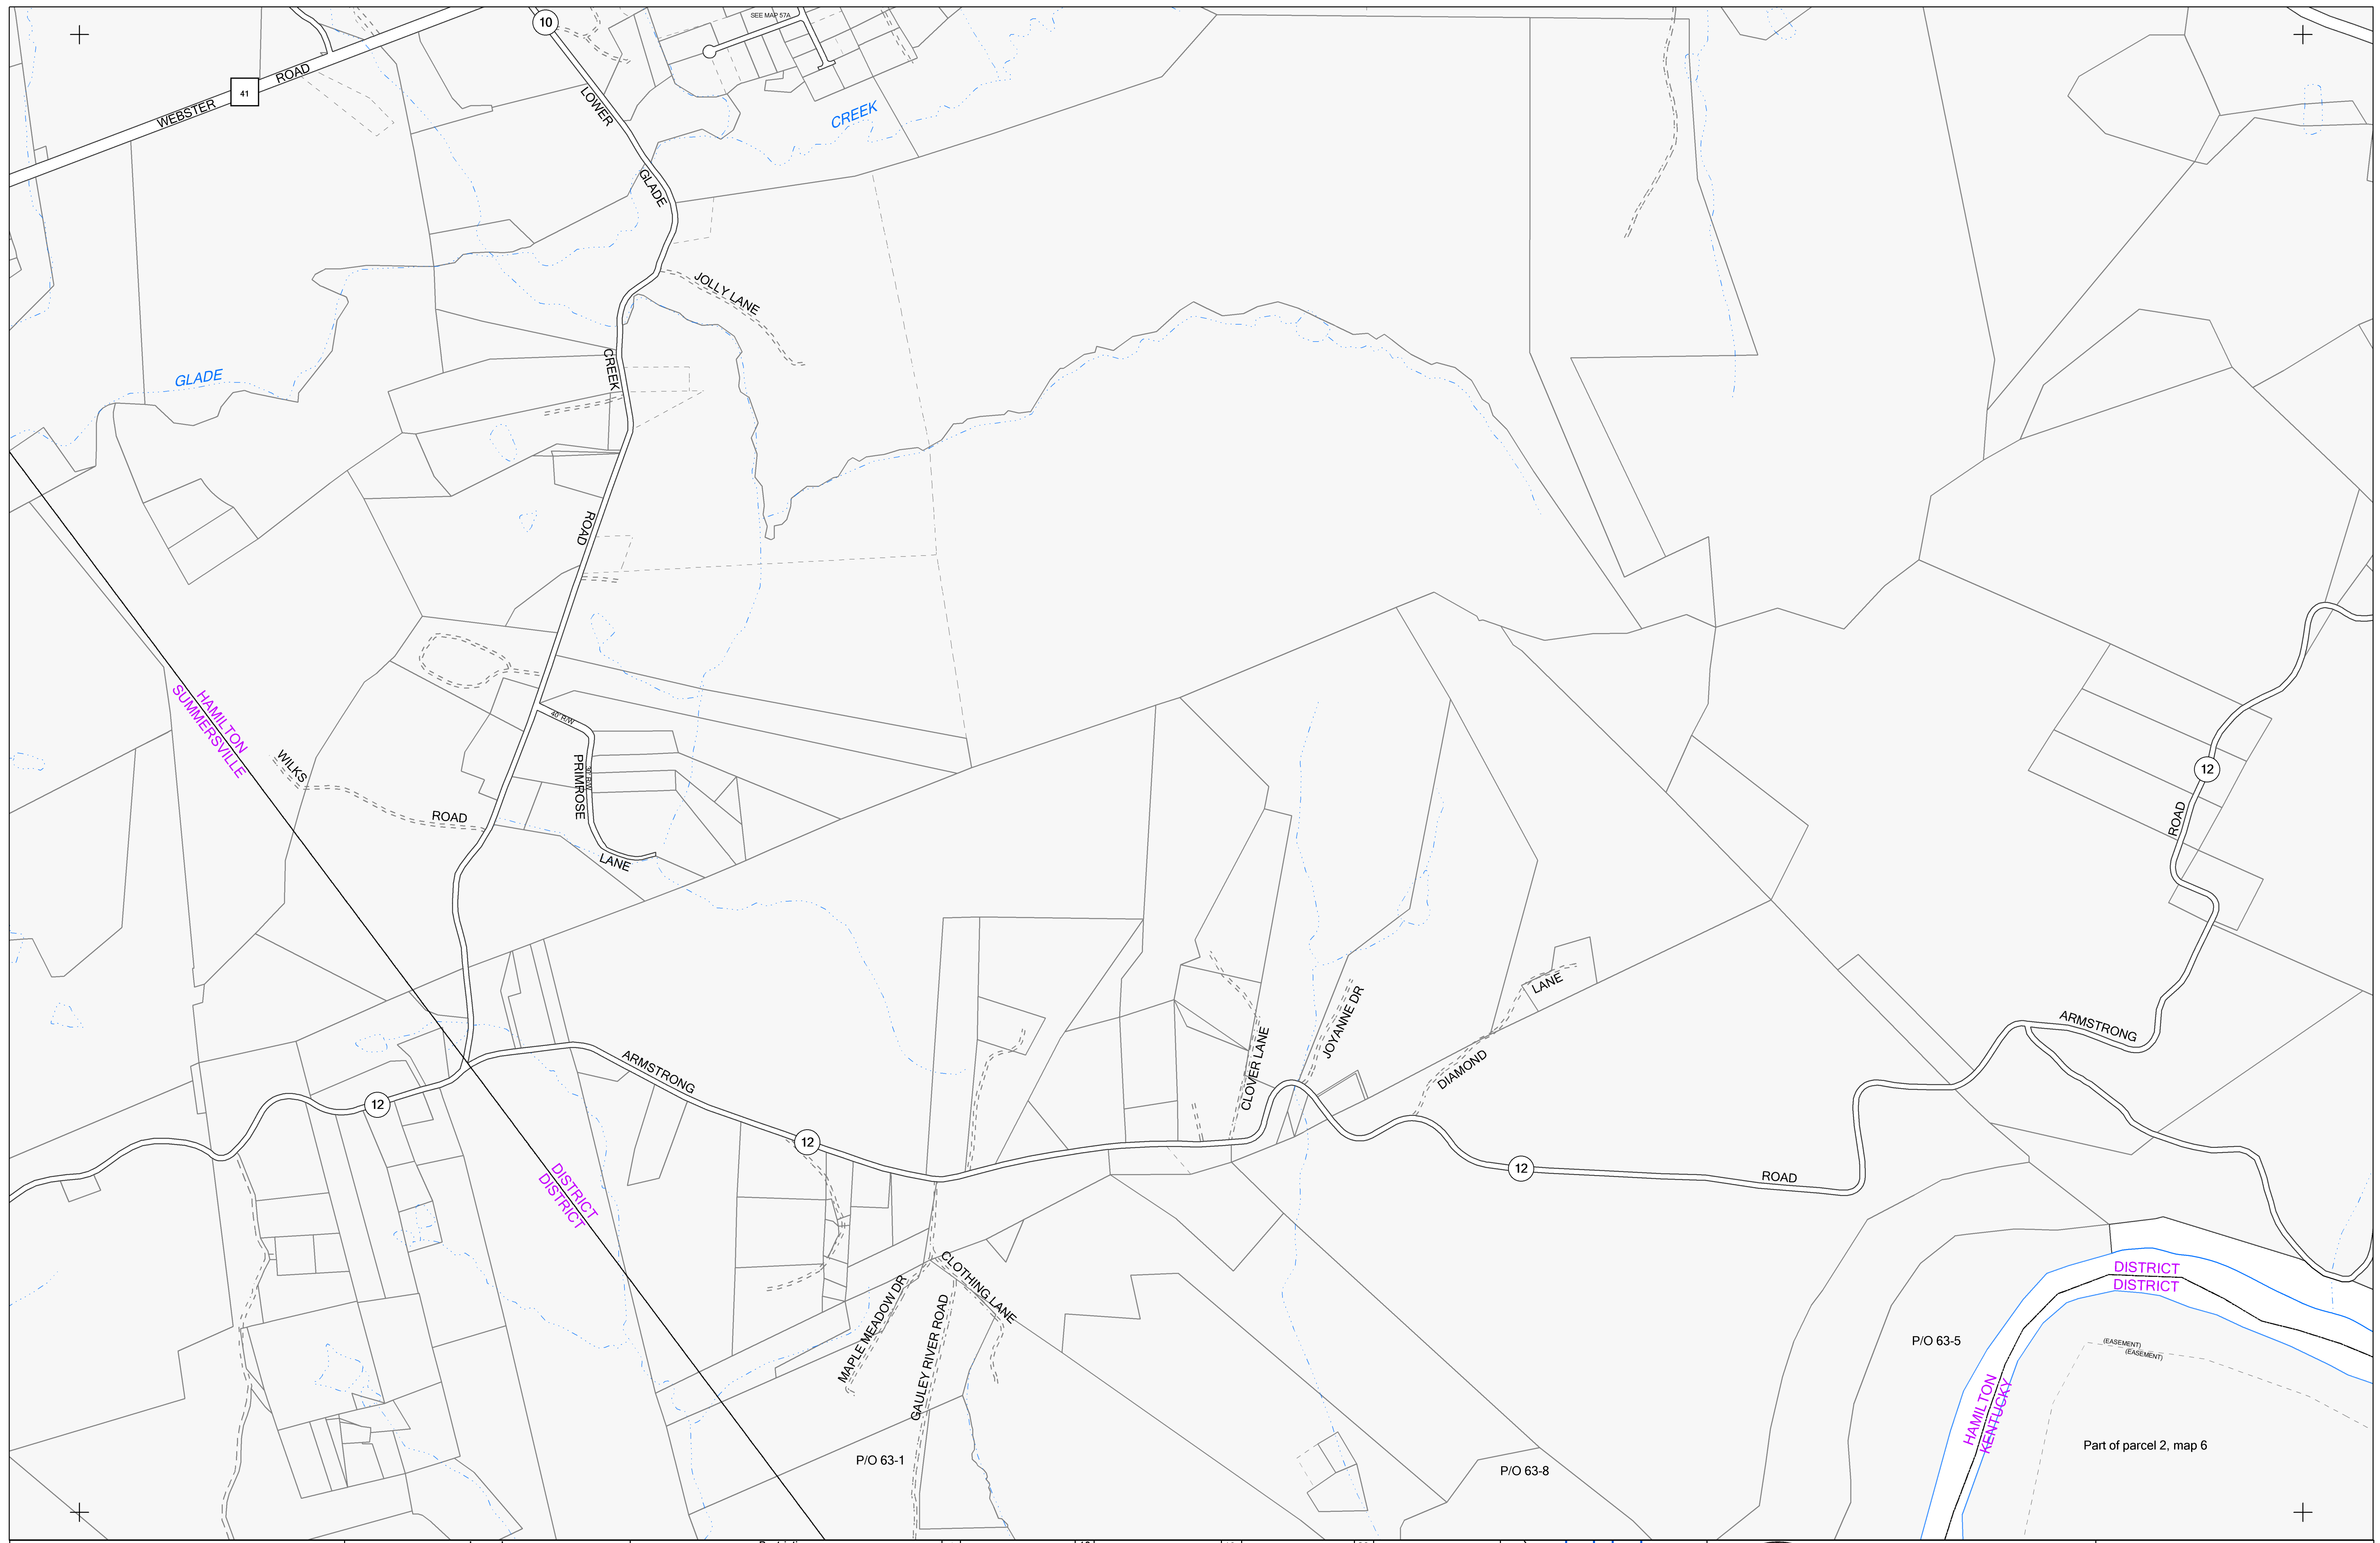 SEE MAP 57A
10
41
WEBSTER ROAD
LOWER GLADE CREEK ROAD
CREEK
JOLLY LANE
GLADE
HAMILTON
SUMMERSVILLE
40' R/W
PRIMROSE LANE
WILKS ROAD
12
ROAD
ARMSTRONG
12
ARMSTRONG
12
CLOVER LANE
JOYANNE DR
DIAMOND LANE
12
ROAD
DISTRICT
DISTRICT
CLOTHING LANE
MAPLE MEADOW DR
GAULEY RIVER ROAD
DISTRICT
DISTRICT
P/O 63-5
(EASEMENT)
(EASEMENT)
HAMILTON
KENTUCKY
Part of parcel 2, map 6
P/O 63-1
P/O 63-8